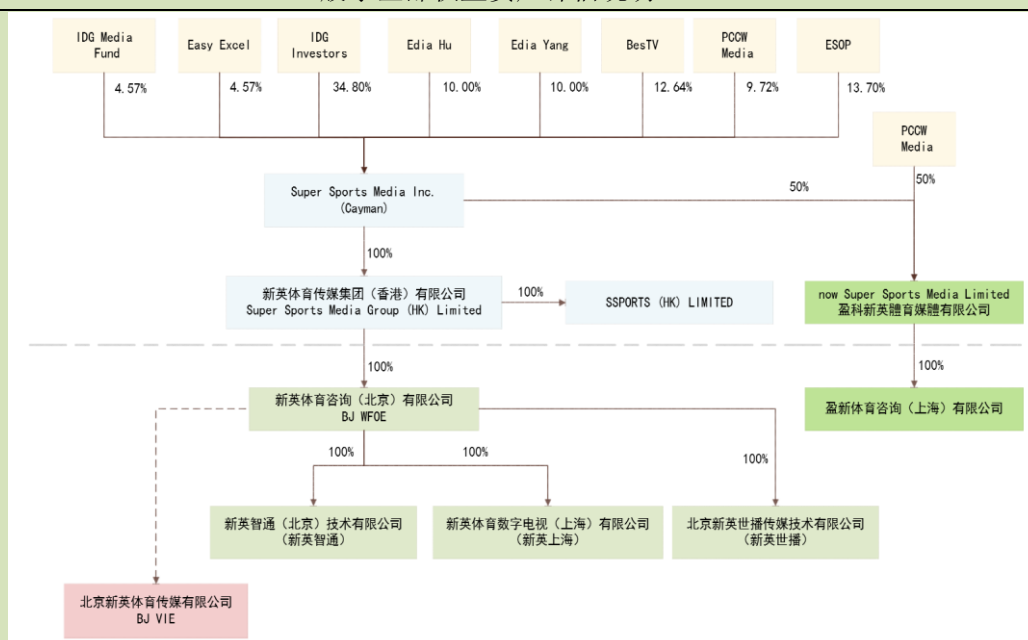 IDG Media
Fund
Easy Excel
IDG
Investors
Edia Hu
Edia Yang
BesTV
PCCW
Media
ESOP
4.57%
4.57%
34.80%
10.00%
10.00%
12.64%
9.72%
13.70%
PCCW
Media
Super Sports Media Inc.
(Cayman)
50%
50%
100%
新英体育传媒集团（香港）有限公司
Super Sports Media Group (HK) Limited
100%
SSPORTS (HK) LIMITED
now Super Sports Media Limited
盈科新英體育媒體有限公司
100%
100%
新英体育咨询（北京）有限公司
BJ WFOE
盈新体育咨询（上海）有限公司
100%
100%
100%
新英智通（北京）技术有限公司
（新英智通）
新英体育数字电视（上海）有限公司
（新英上海）
北京新英世播传媒技术有限公司
（新英世播）
北京新英体育传媒有限公司
BJ VIE